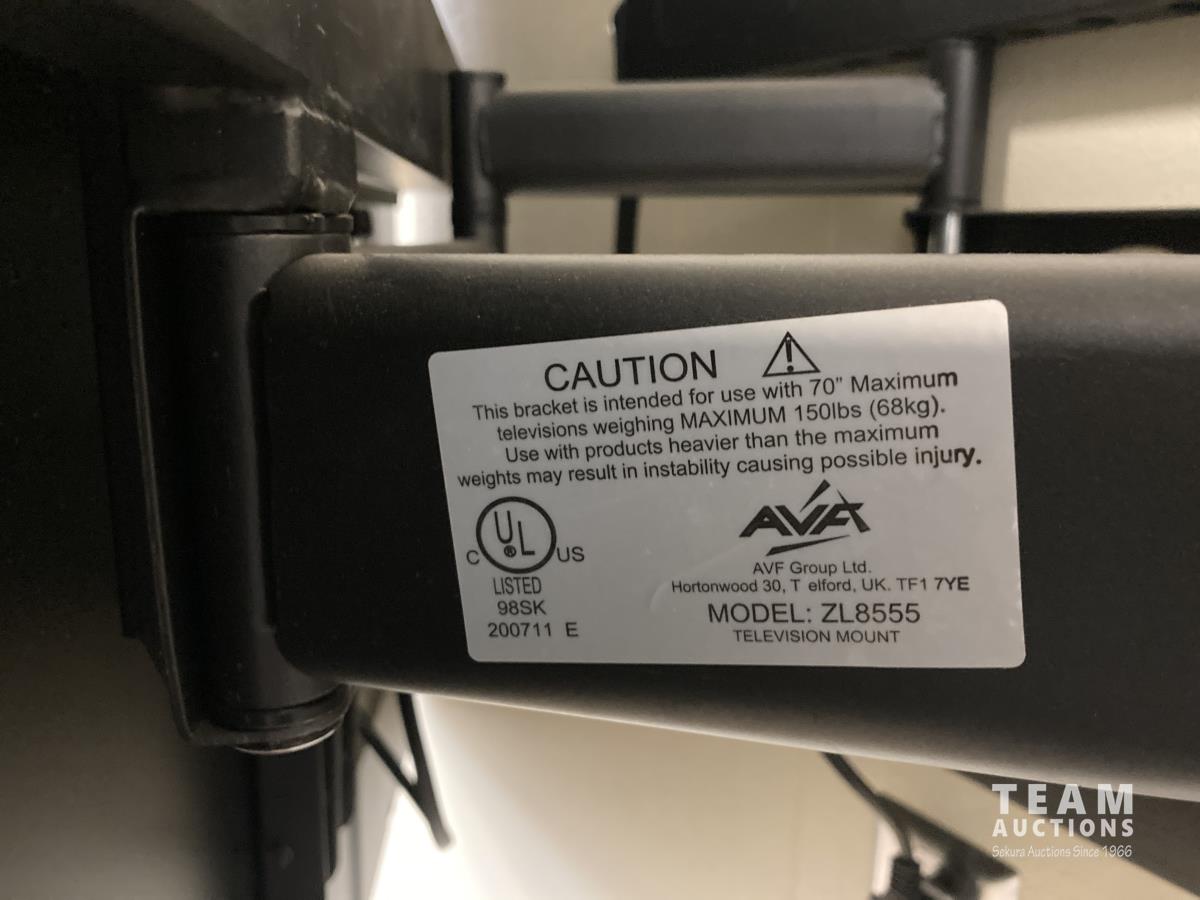 CAUTION
This bracket is intended for use with 70" Maximum
televisions weighing MAXIMUM 150lbs (68kg).
Use with products heavier than the maximum
weights may result in instability causing possible injury.
C UL ® US
LISTED
98SK
200711 E
AVF
AVF Group Ltd.
Hortonwood 30, T elford, UK. TF1 7YE
MODEL: ZL8555
TELEVISION MOUNT
TEAM
AUCTIONS
Sekura Auctions Since 1966